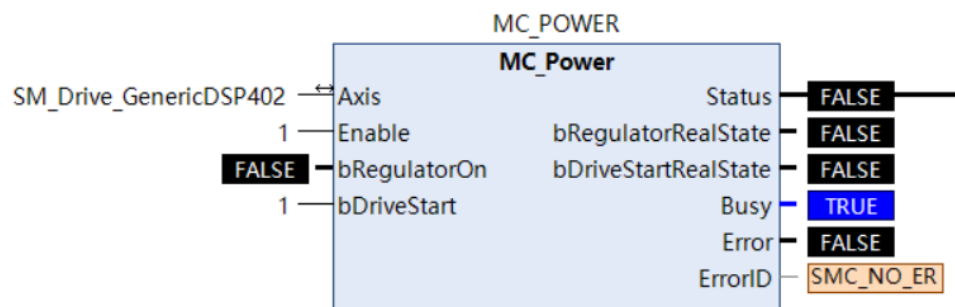 MC_POWER
MC_Power
SM_Drive_GenericDSP402 Axis Status FALSE
1 Enable bRegulatorRealState FALSE
FALSE bRegulatorOn bDriveStartRealState FALSE
1 bDriveStart Busy TRUE
Error FALSE
ErrorID SMC_NO_ER